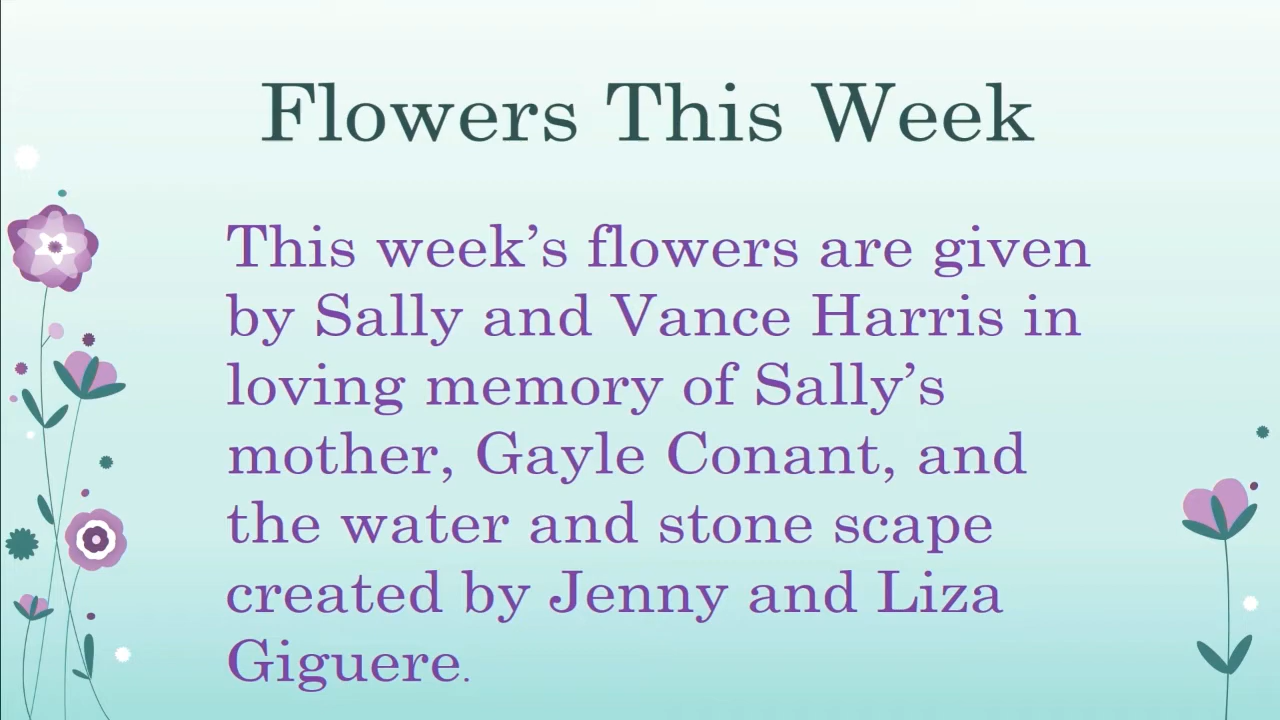 Flowers This Week
This week’s flowers are given
by Sally and Vance Harris in
loving memory of Sally’s
mother, Gayle Conant, and
the water and stone scape
created by Jenny and Liza
Giguere.